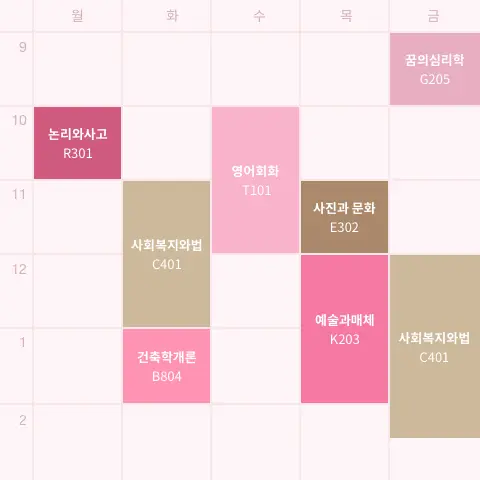 월 화 수 목 금
9
꿈의심리학
G205
10
논리와사고
R301
영어회화
T101
11
사진과 문화
E302
사회복지와법
C401
12
예술과매체
K203
1
건축학개론
B804
사회복지와법
C401
2